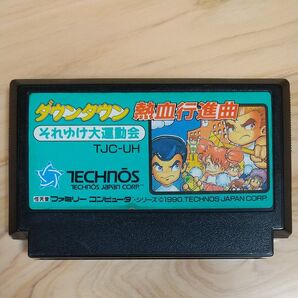 ダウンタウン 熱血行進曲
それゆけ大運動会
TJC-UH
TECHNŌS
TECHNŌS JAPAN CORP.
任天堂 ファミリー コンピュータ・シリーズ ©1990. TECHNOS JAPAN CORP.